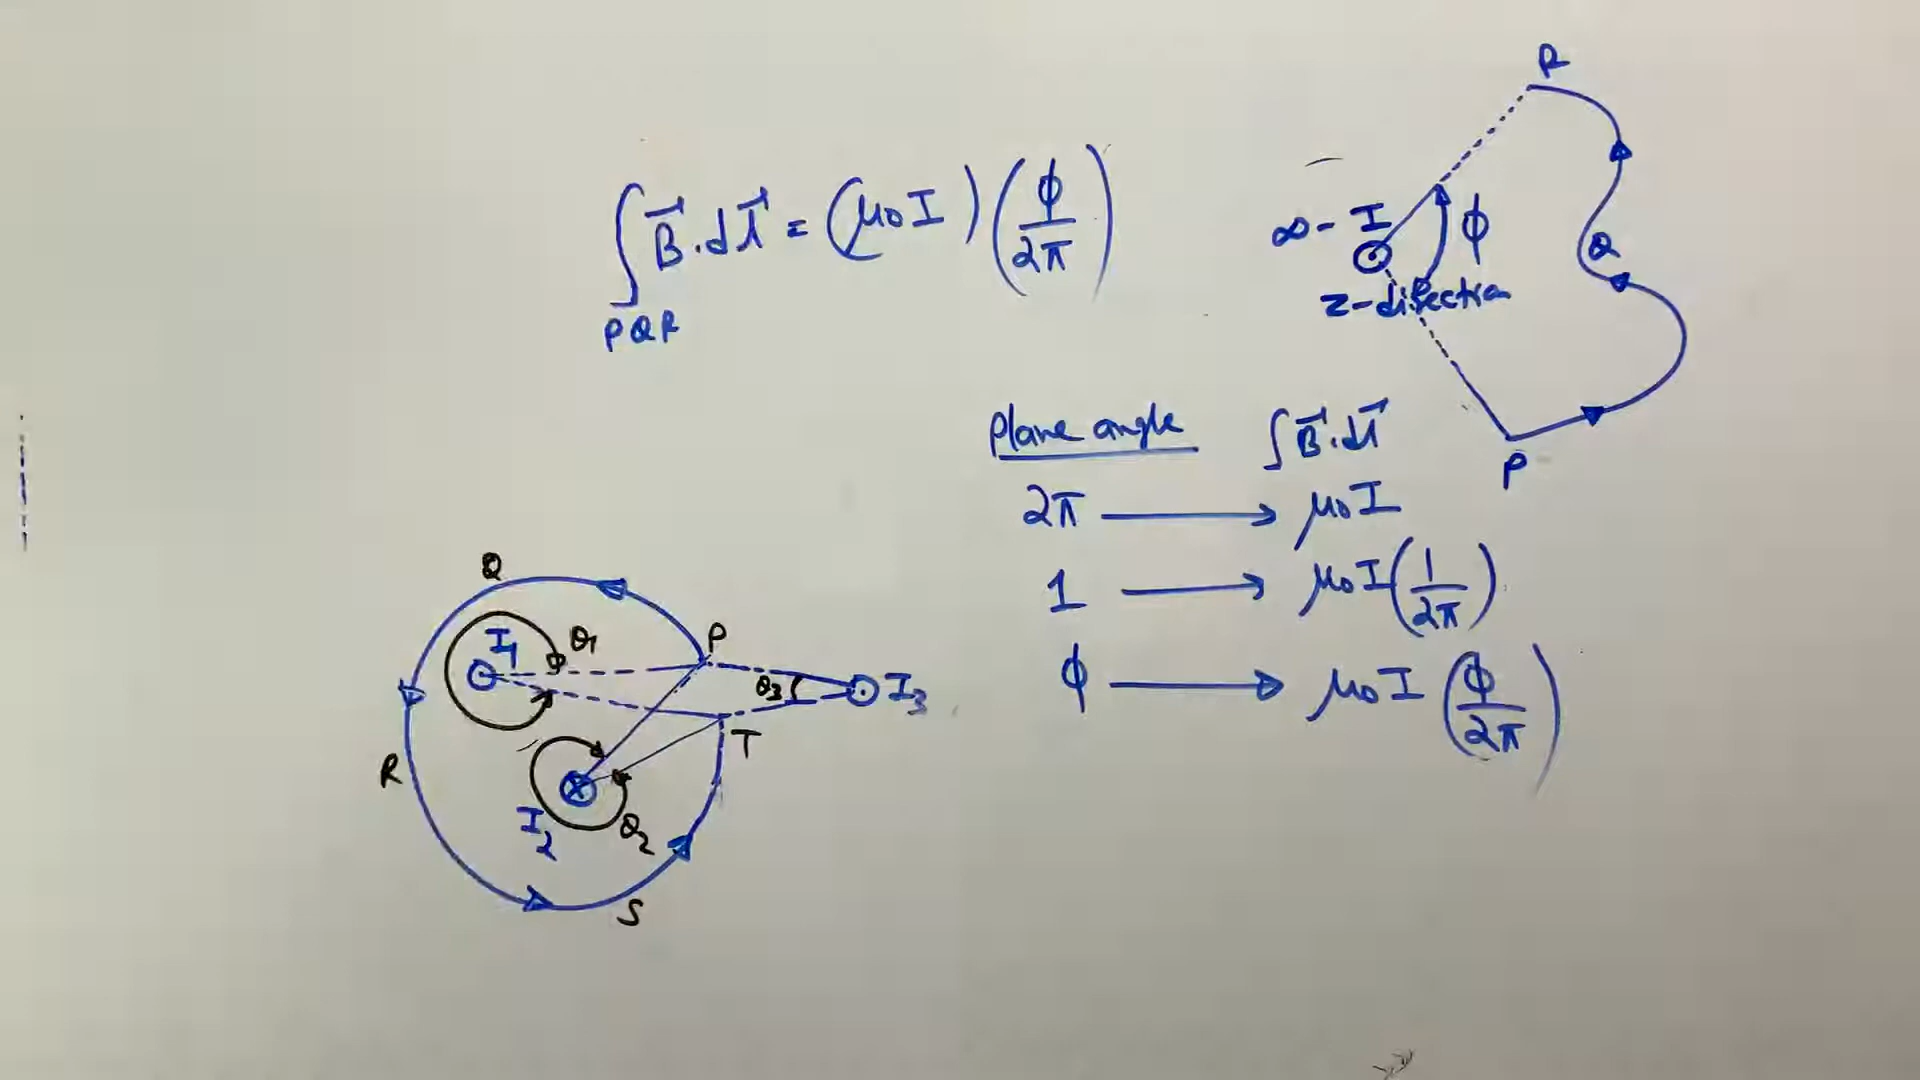 ∫PQR B⃗.dl⃗ = (μ₀I)(ϕ/2π)
R
∞- I
ϕ
Q
z-direction
P
Plane angle ∫B⃗.dl⃗
2π → μ₀I
1 → μ₀I(1/2π)
ϕ → μ₀I(ϕ/2π)
Q
I₁ θ₁ P
θ₃ I₃
T
R
I₂ θ₂
S